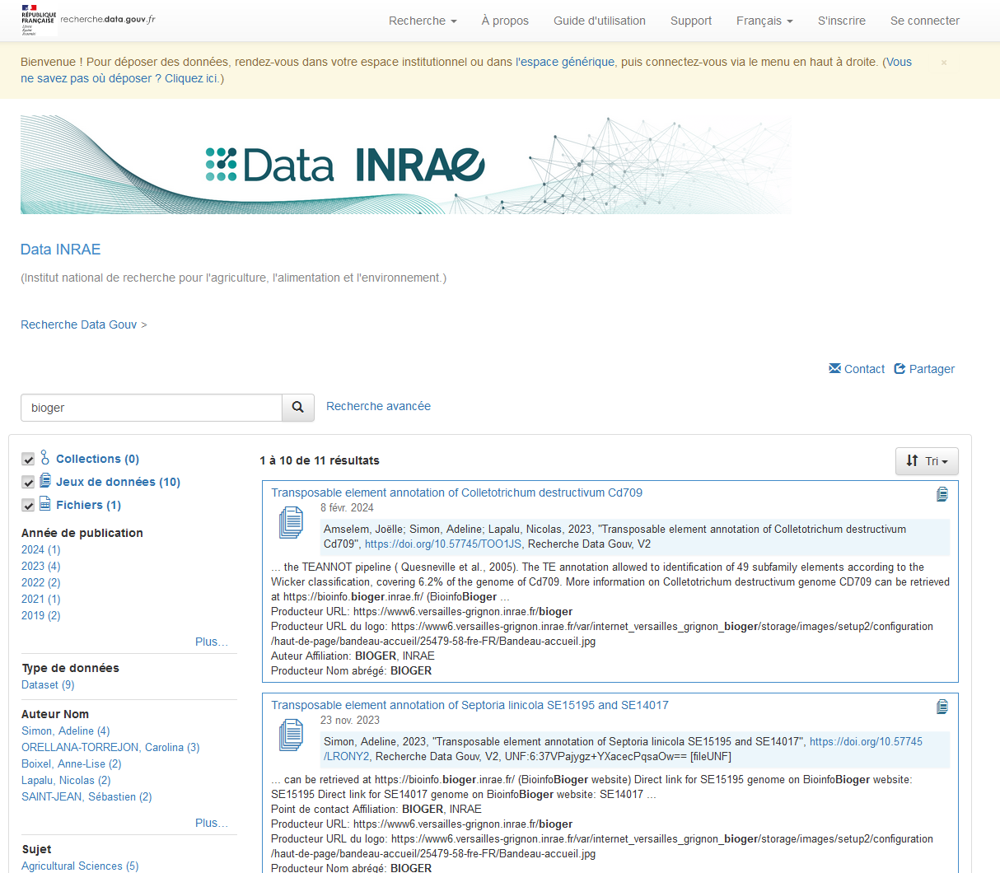 RÉPUBLIQUE
FRANÇAISE
Liberté
Égalité
Fraternité
recherche.data.gouv.fr
Recherche
À propos
Guide d'utilisation
Support
Français
S'inscrire
Se connecter
Bienvenue ! Pour déposer des données, rendez-vous dans votre espace institutionnel ou dans l'espace générique, puis connectez-vous via le menu en haut à droite. (Vous
ne savez pas où déposer ? Cliquez ici.)
×
Data INRAE
Data INRAE
(Institut national de recherche pour l'agriculture, l'alimentation et l'environnement.)
Recherche Data Gouv >
Contact
Partager
bioger
Recherche avancée
Collections (0)
Jeux de données (10)
Fichiers (1)
Année de publication
2024 (1)
2023 (4)
2022 (2)
2021 (1)
2019 (2)
Plus...
Type de données
Dataset (9)
Auteur Nom
Simon, Adeline (4)
ORELLANA-TORREJON, Carolina (3)
Boixel, Anne-Lise (2)
Lapalu, Nicolas (2)
SAINT-JEAN, Sébastien (2)
Plus...
Sujet
Agricultural Sciences (5)
1 à 10 de 11 résultats
Tri
Transposable element annotation of Colletotrichum destructivum Cd709
8 févr. 2024
Amselem, Joëlle; Simon, Adeline; Lapalu, Nicolas, 2023, "Transposable element annotation of Colletotrichum destructivum
Cd709", https://doi.org/10.57745/TOO1JS, Recherche Data Gouv, V2
... the TEANNOT pipeline ( Quesneville et al., 2005). The TE annotation allowed to identification of 49 subfamily elements according to the
Wicker classification, covering 6.2% of the genome of Cd709. More information on Colletotrichum destructivum genome CD709 can be retrieved
at https://bioinfo.bioger.inrae.fr/ (BioinfoBioger ...
Producteur URL: https://www6.versailles-grignon.inrae.fr/bioger
Producteur URL du logo: https://www6.versailles-grignon.inrae.fr/var/internet_versailles_grignon_bioger/storage/images/setup2/configuration
/haut-de-page/bandeau-accueil/25479-58-fre-FR/Bandeau-accueil.jpg
Auteur Affiliation: BIOGER, INRAE
Producteur Nom abrégé: BIOGER
Transposable element annotation of Septoria linicola SE15195 and SE14017
23 nov. 2023
Simon, Adeline, 2023, "Transposable element annotation of Septoria linicola SE15195 and SE14017", https://doi.org/10.57745
/LRONY2, Recherche Data Gouv, V2, UNF:6:37VPajygz+YXacecPqsaOw== [fileUNF]
... can be retrieved at https://bioinfo.bioger.inrae.fr/ (BioinfoBioger website) Direct link for SE15195 genome on BioinfoBioger website:
SE15195 Direct link for SE14017 genome on BioinfoBioger website: SE14017 ...
Point de contact Affiliation: BIOGER, INRAE
Producteur URL: https://www6.versailles-grignon.inrae.fr/bioger
Producteur URL du logo: https://www6.versailles-grignon.inrae.fr/var/internet_versailles_grignon_bioger/storage/images/setup2/configuration
/haut-de-page/bandeau-accueil/25479-58-fre-FR/Bandeau-accueil.jpg
Producteur Nom abrégé: BIOGER